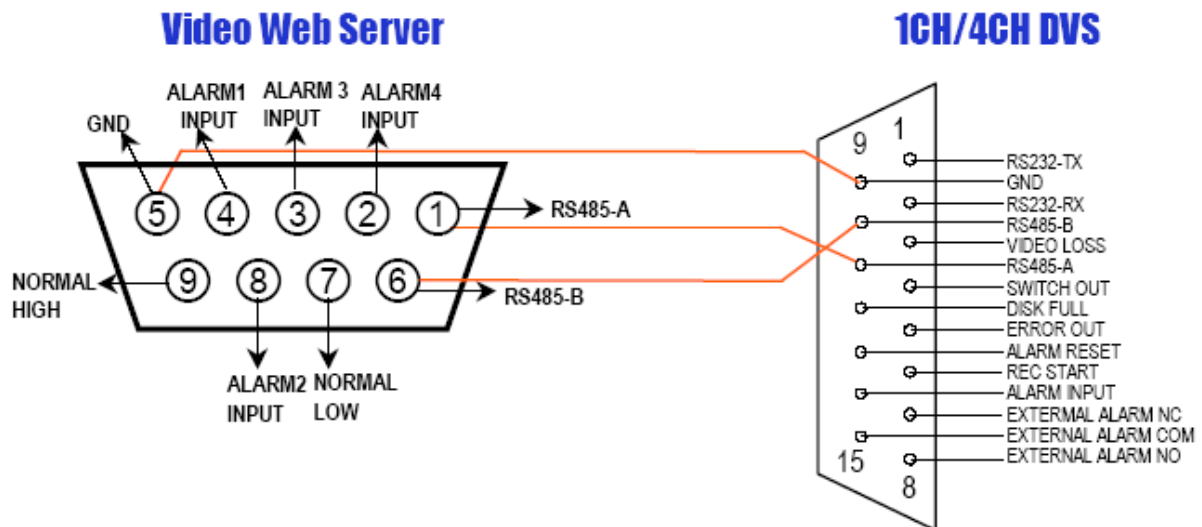 Video Web Server
1CH/4CH DVS
ALARM1
INPUT
ALARM 3
INPUT
ALARM4
INPUT
GND
5
4
3
2
1
RS485-A
9
8
7
6
RS485-B
NORMAL
HIGH
ALARM2
INPUT
NORMAL
LOW
9
1
RS232-TX
GND
RS232-RX
RS485-B
VIDEO LOSS
RS485-A
SWITCH OUT
DISK FULL
ERROR OUT
ALARM RESET
REC START
ALARM INPUT
EXTERMAL ALARM NC
EXTERNAL ALARM COM
EXTERNAL ALARM NO
15
8